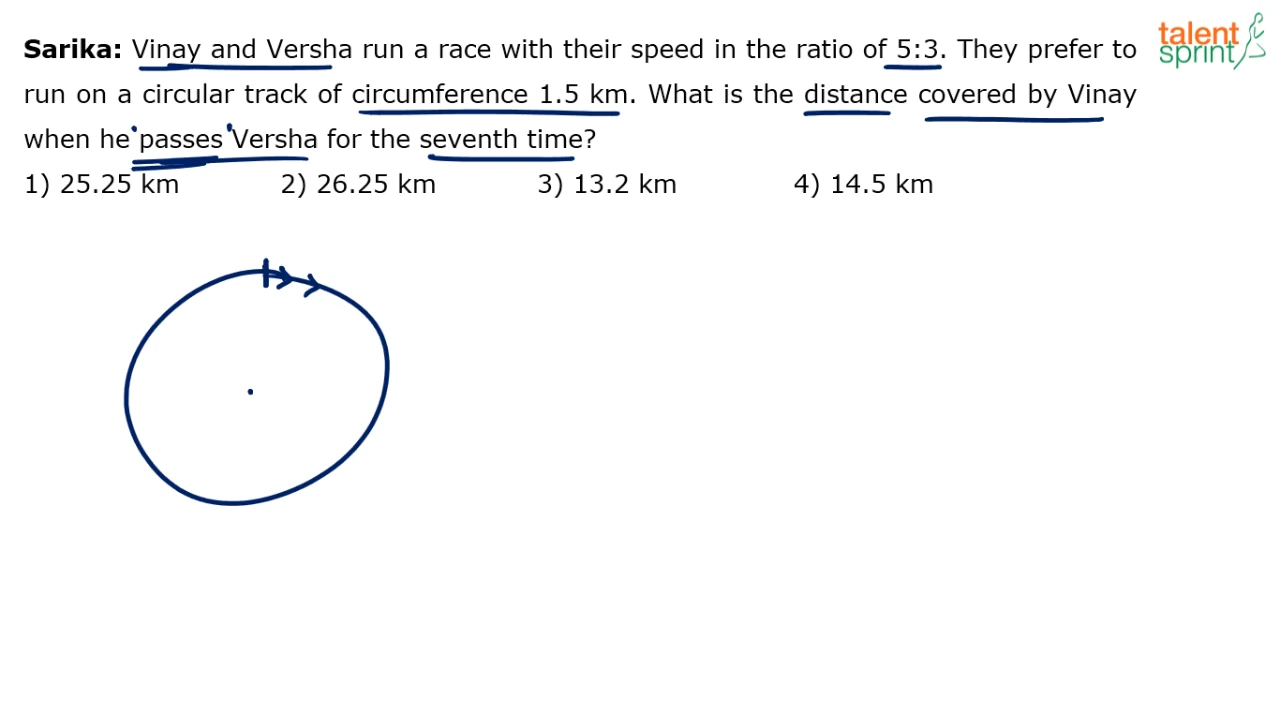 Sarika: Vinay and Versha run a race with their speed in the ratio of 5:3. They prefer to
talent
sprint
run on a circular track of circumference 1.5 km. What is the distance covered by Vinay
when he passes Versha for the seventh time?
1) 25.25 km 2) 26.25 km 3) 13.2 km 4) 14.5 km